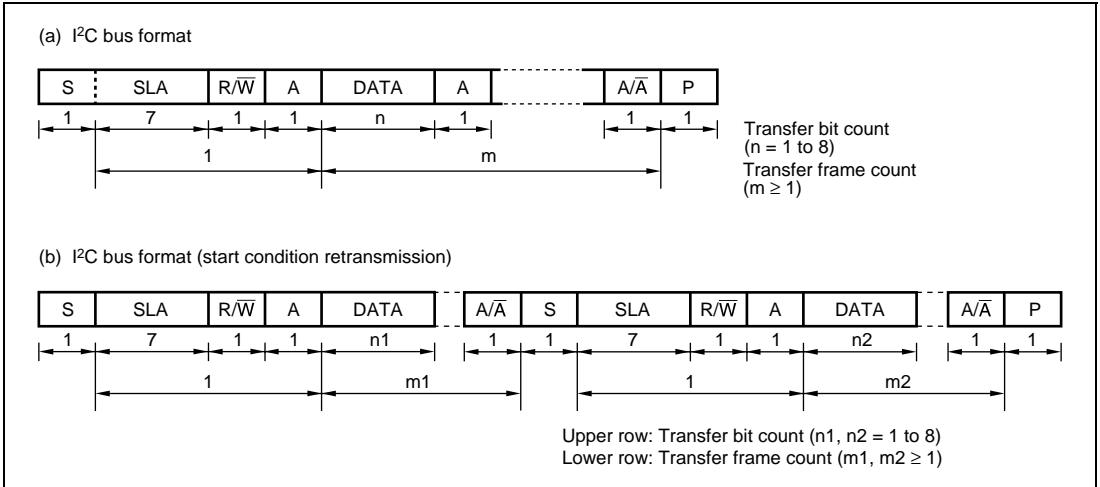 (a) I²C bus format
S SLA R/W̅ A DATA A A/A̅ P
1 7 1 1 n 1 1 1
1 m
Transfer bit count
(n = 1 to 8)
Transfer frame count
(m ≥ 1)
(b) I²C bus format (start condition retransmission)
S SLA R/W̅ A DATA A/A̅ S SLA R/W̅ A DATA A/A̅ P
1 7 1 1 n1 1 1 7 1 1 n2 1 1
1 m1 1 m2
Upper row: Transfer bit count (n1, n2 = 1 to 8)
Lower row: Transfer frame count (m1, m2 ≥ 1)